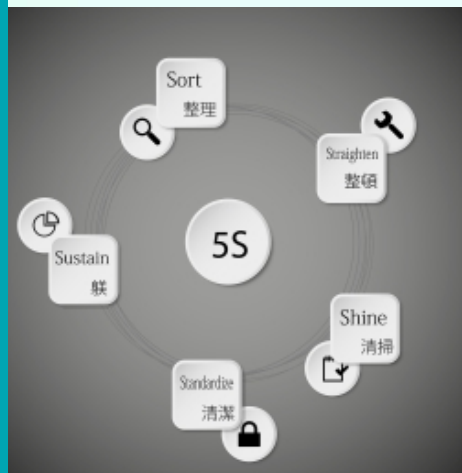 Sort
整理
Straighten
整頓
5S
Sustain
躾
Shine
清掃
Standardize
清潔